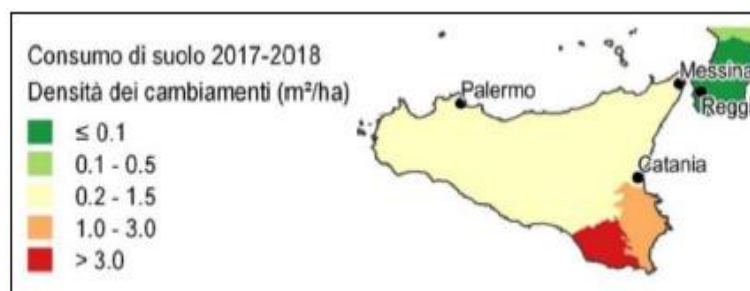 Consumo di suolo 2017-2018
Densità dei cambiamenti (m²/ha)
≤ 0.1
0.1 - 0.5
0.2 - 1.5
1.0 - 3.0
> 3.0
Palermo
Messina
Reggi
Catania